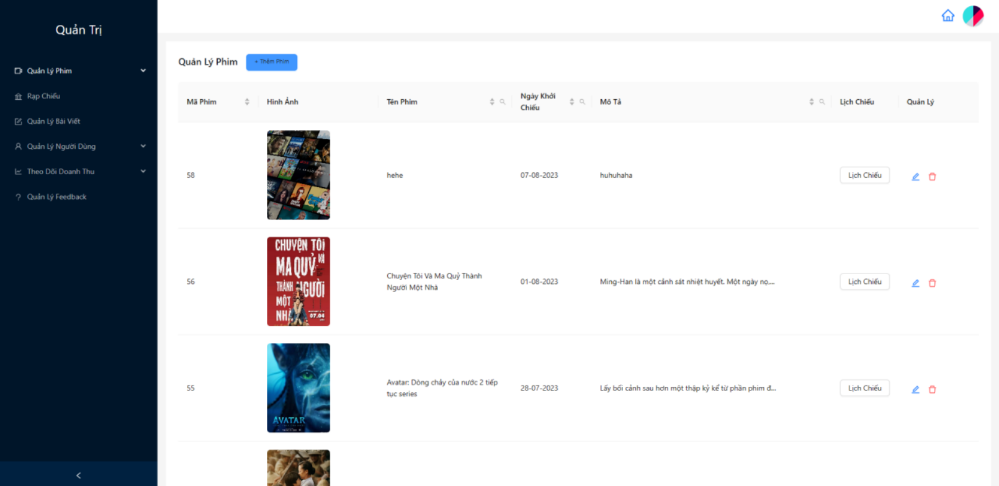 Quản Trị
Quản Lý Phim
Rạp Chiếu
Quản Lý Bài Viết
Quản Lý Người Dùng
Theo Dõi Doanh Thu
Quản Lý Feedback
Quản Lý Phim
+ Thêm Phim
Mã Phim
Hình Ảnh
Tên Phim
Ngày Khởi
Chiếu
Mô Tả
Lịch Chiếu
Quản Lý
58
hehe
07-08-2023
huhuhaha
Lịch Chiếu
56
CHUYỆN TÔI
VÀ
MA QUỶ
THÀNH NGƯỜI
MỘT
NHÀ
07.04
Chuyện Tôi Và Ma Quỷ Thành
Người Một Nhà
01-08-2023
Ming-Han là một cảnh sát nhiệt huyết. Một ngày nọ,...
Lịch Chiếu
55
AVATAR
Avatar: Dòng chảy của nước 2 tiếp
tục series
28-07-2023
Lấy bối cảnh sau hơn một thập kỷ kể từ phần phim đ...
Lịch Chiếu